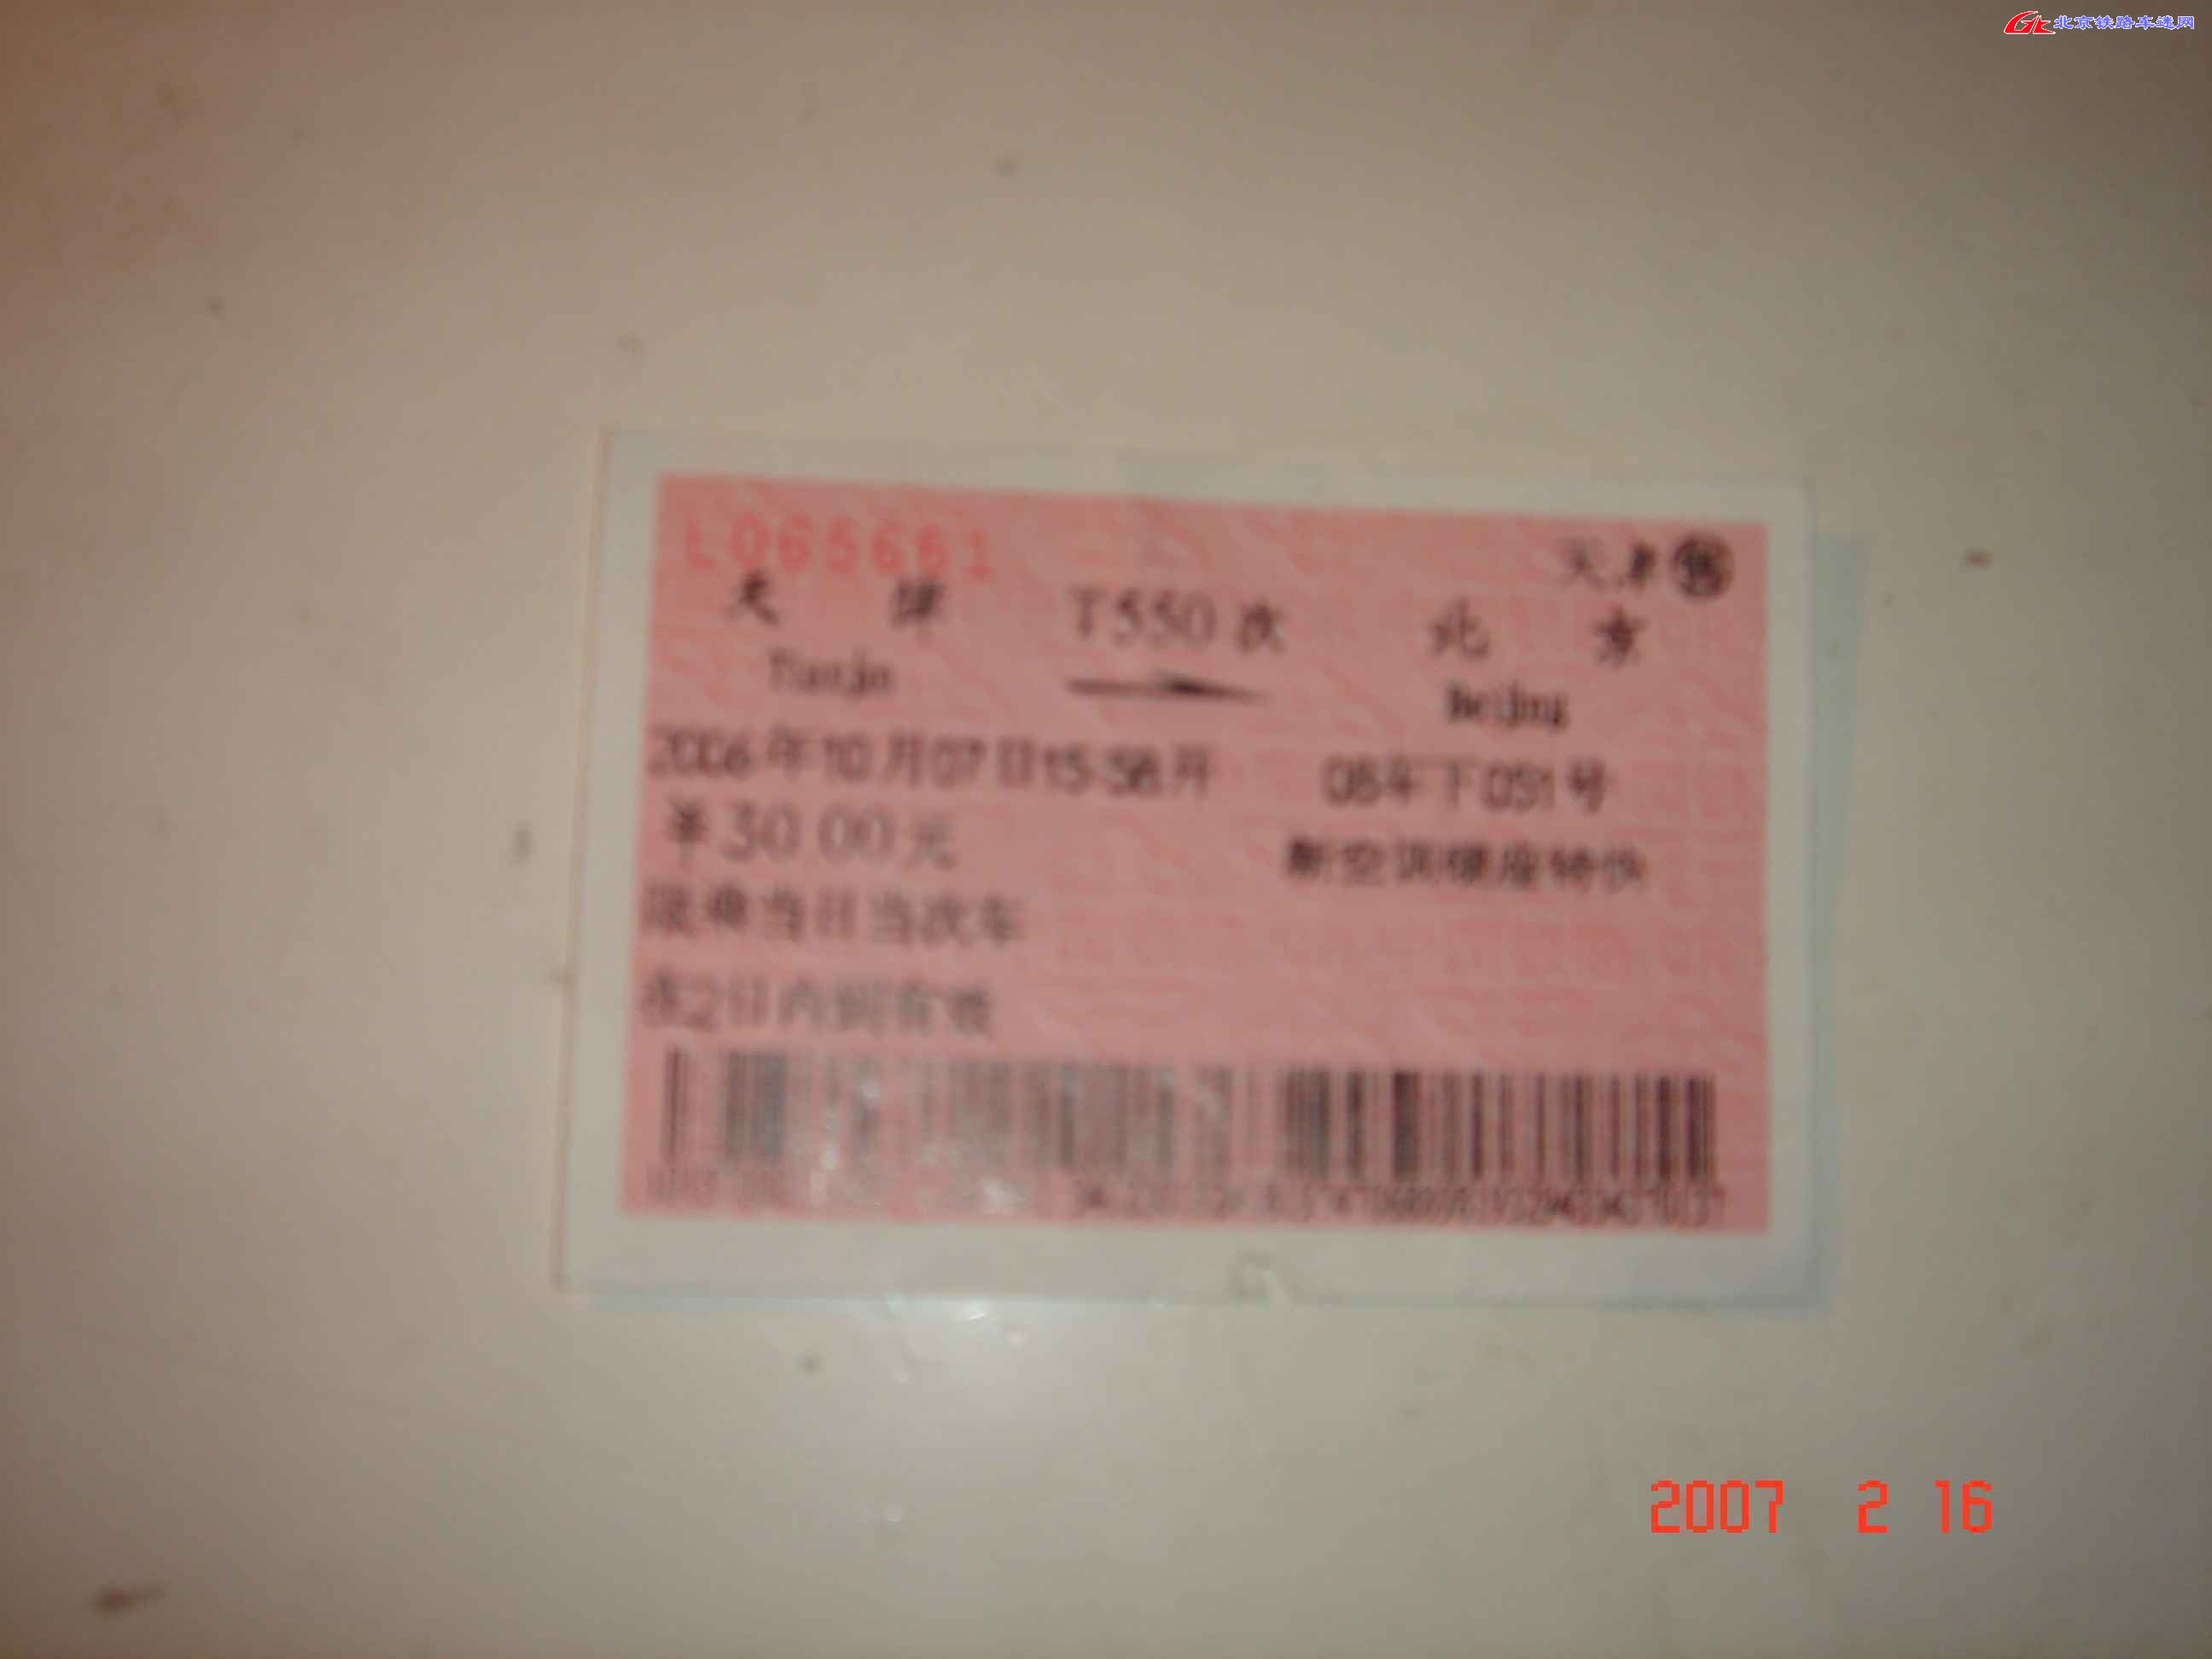 北京铁路车迷网
L065661
天津售
天 津 T550次 北 京
Tianjin Beijing
2006年10月07日15:58开 08车下051号
¥30.00元
新空调硬座特快
限乘当日当次车
在2日内到有效
2007 2 16